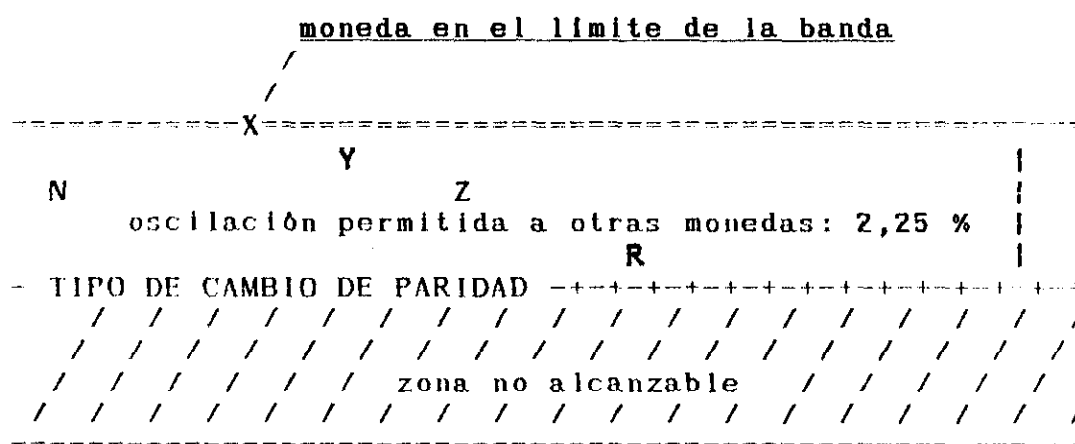 moneda en el límite de la banda
X
Y
N Z
oscilación permitida a otras monedas: 2,25 %
R
TIPO DE CAMBIO DE PARIDAD
zona no alcanzable